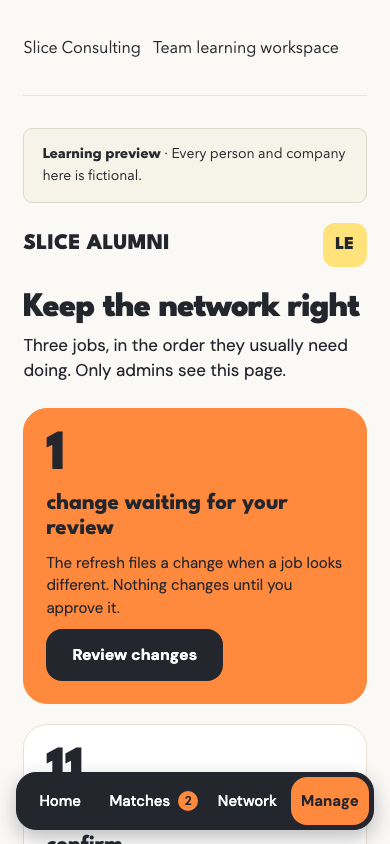 Slice Consulting Team learning workspace
Learning preview · Every person and company
here is fictional.
SLICE ALUMNI
LE
Keep the network right
Three jobs, in the order they usually need
doing. Only admins see this page.
1
change waiting for your
review
The refresh files a change when a job looks
different. Nothing changes until you
approve it.
Review changes
11
Home Matches 2 Network Manage
confirm